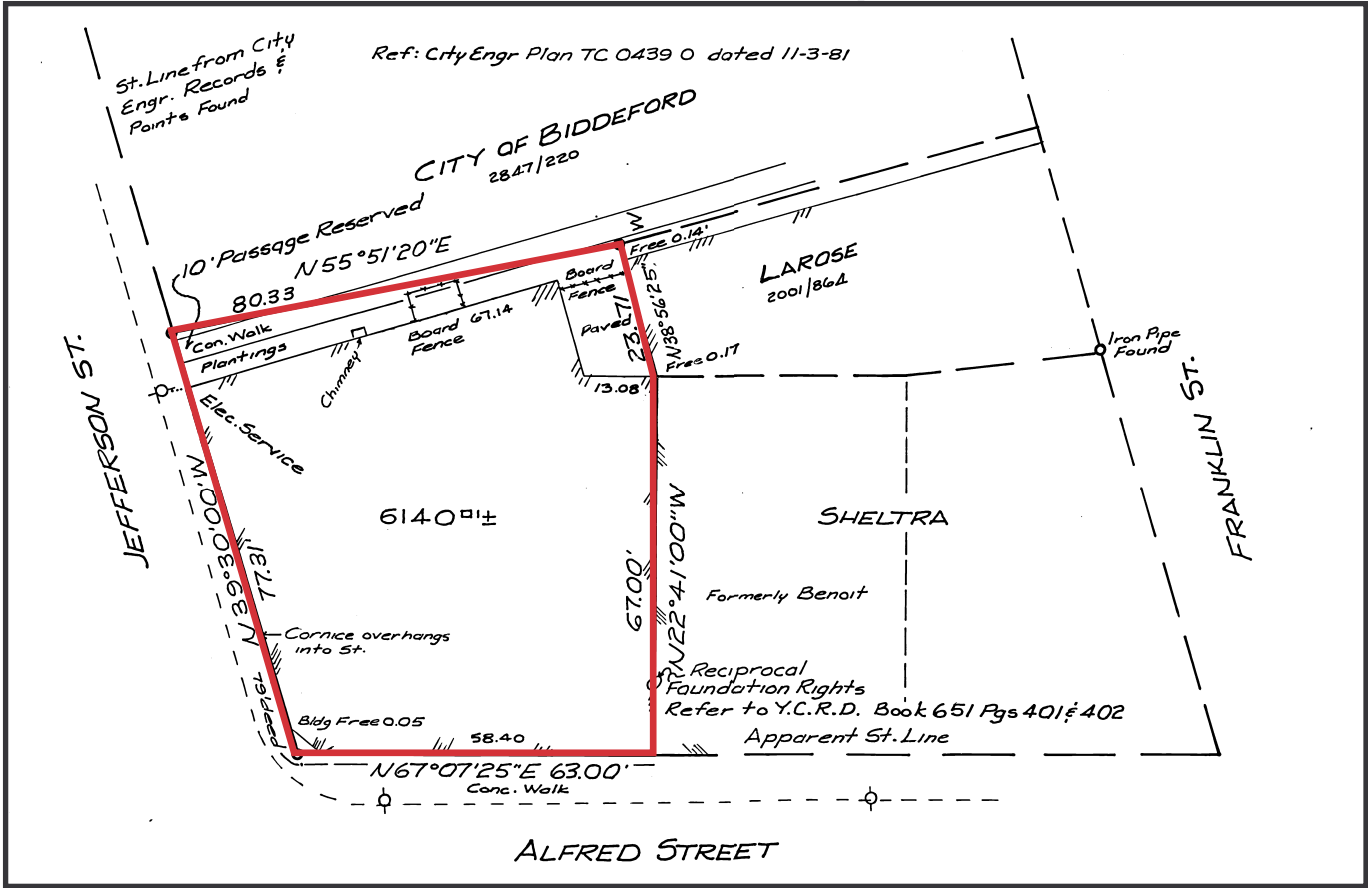 St. Line from City
Engr. Records &
Points Found
Ref: City Engr Plan TC 0439 0 dated 11-3-81
CITY OF BIDDEFORD
2847/220
10' Passage Reserved
N55°51'20"E
80.33
W
Free 0.14'
LAROSE
2001/864
Con. Walk
Plantings
Chimney
Board
Fence
67.14
Board
Fence
Paved
23.71
N38°56'25"
Free 0.17
13.08
Iron Pipe
Found
JEFFERSON ST.
FRANKLIN ST.
Elec. Service
N39°30'00"W
77.31'
6140 □'±
67.00'
N22°41'00"W
SHELTRA
Formerly Benoit
Cornice overhangs
into St.
Reciprocal
Foundation Rights
Refer to Y.C.R.D. Book 651 Pgs 401 & 402
Bldg Free 0.05
58.40
Apparent St. Line
N67°07'25"E 63.00'
Conc. Walk
ALFRED STREET